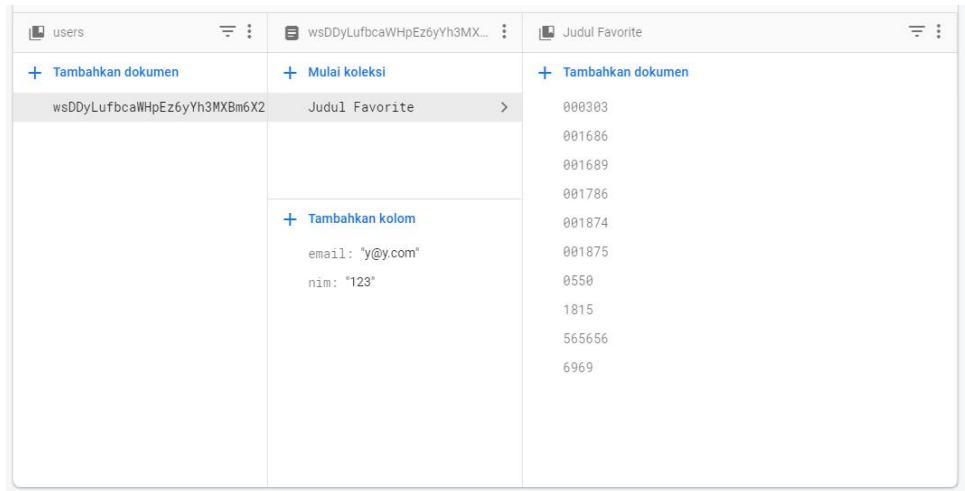 users
Tambahkan dokumen
wsDDyLufbcaWHpEz6yYh3MXBm6X2
wsDDyLufbcaWHpEz6yYh3MX...
Mulai koleksi
Judul Favorite
Tambahkan kolom
email: "y@y.com"
nim: "123"
Judul Favorite
Tambahkan dokumen
000303
001686
001689
001786
001874
001875
0550
1815
565656
6969